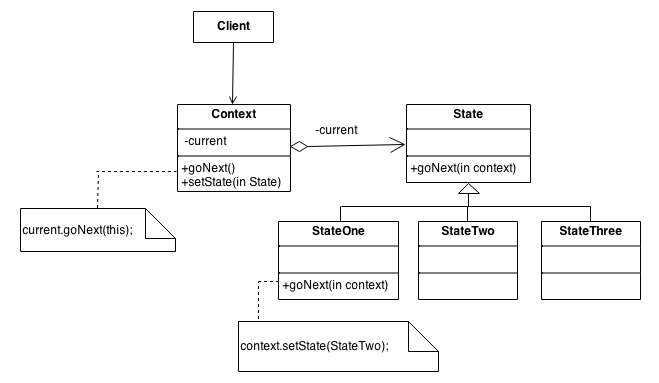 Client
Context
-current
+goNext()
+setState(in State)
-current
State
+goNext(in context)
current.goNext(this);
StateOne
+goNext(in context)
StateTwo
StateThree
context.setState(StateTwo);